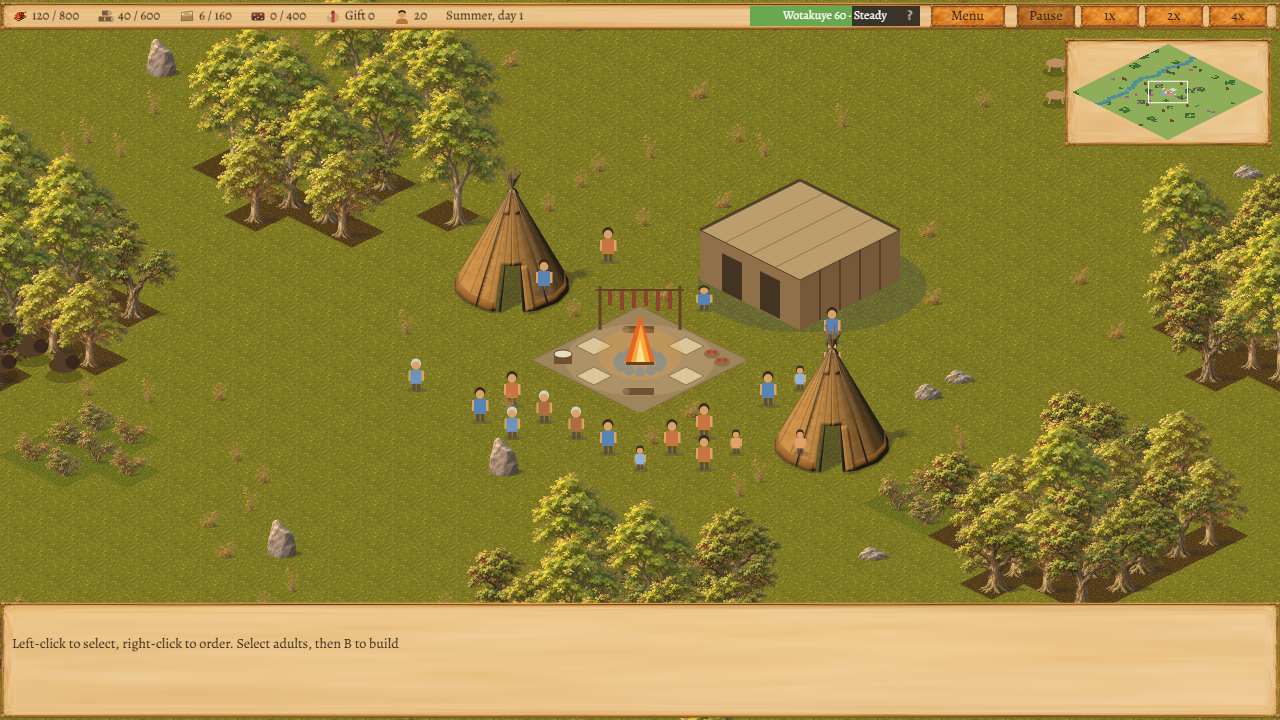 120 / 800 40 / 600 6 / 160 0 / 400 Gift 0 20 Summer, day 1 Wotakuye 60 - Steady ? Menu Pause 1x 2x 4x
Left-click to select, right-click to order. Select adults, then B to build